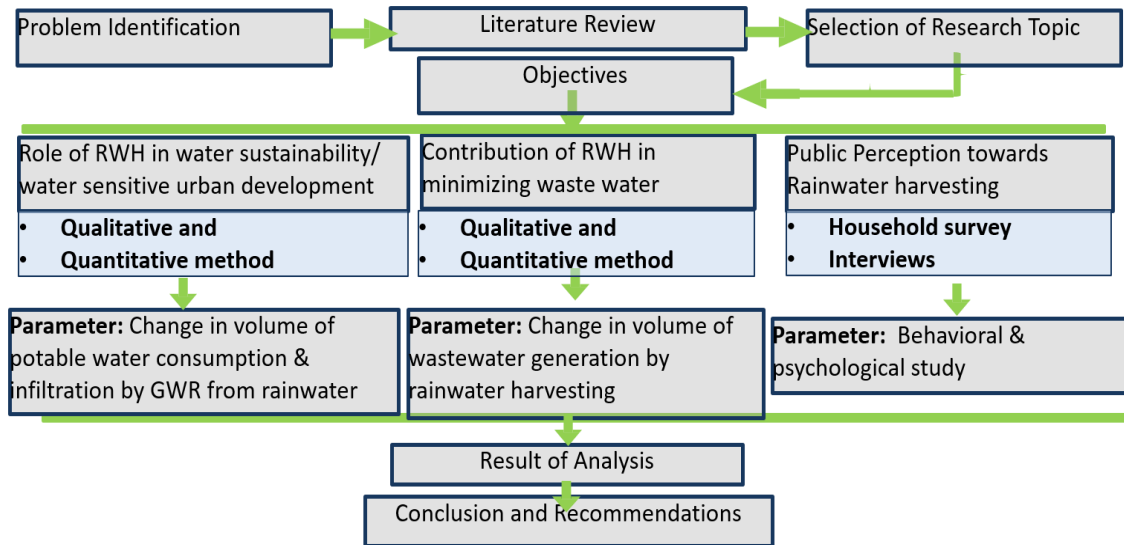 Problem Identification
Literature Review
Selection of Research Topic
Objectives
Role of RWH in water sustainability/
water sensitive urban development
• Qualitative and
• Quantitative method
Contribution of RWH in
minimizing waste water
• Qualitative and
• Quantitative method
Public Perception towards
Rainwater harvesting
• Household survey
• Interviews
Parameter: Change in volume of
potable water consumption &
infiltration by GWR from rainwater
Parameter: Change in volume of
wastewater generation by
rainwater harvesting
Parameter: Behavioral &
psychological study
Result of Analysis
Conclusion and Recommendations